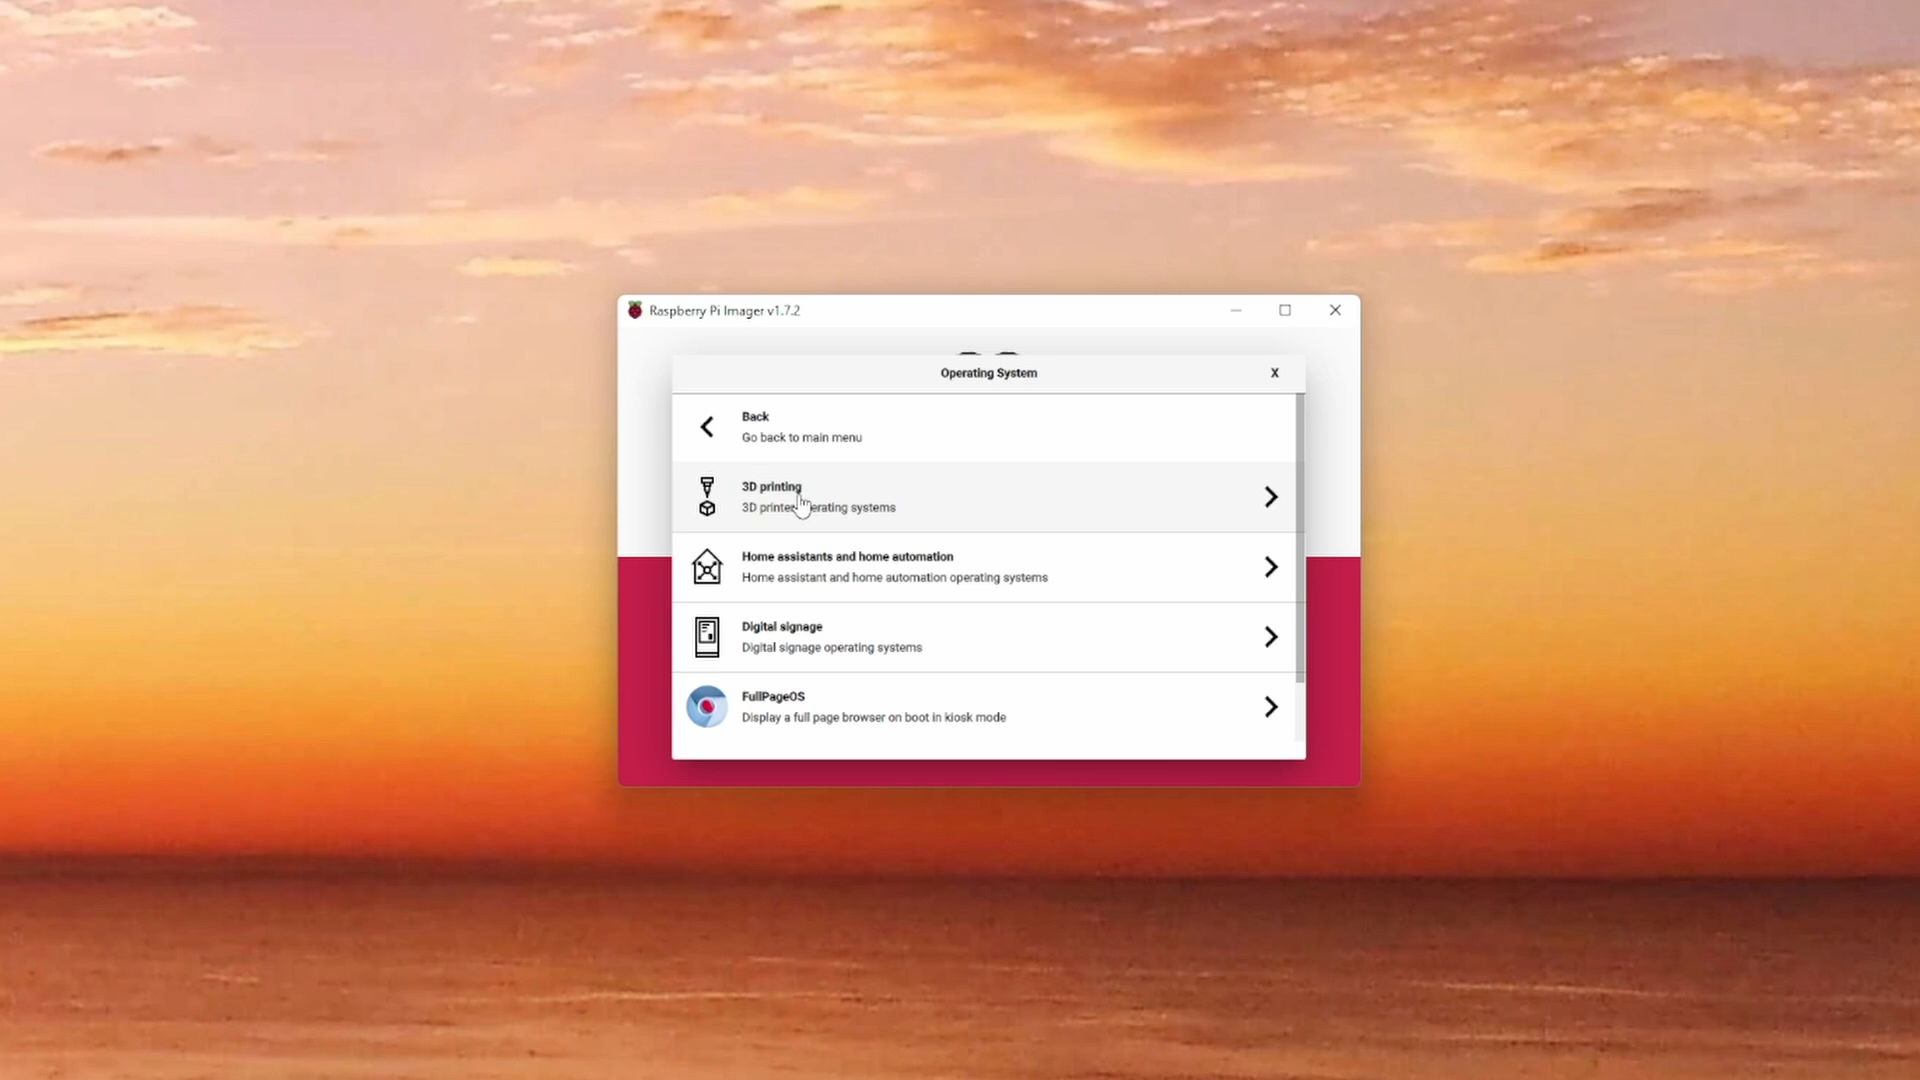 Raspberry Pi Imager v1.7.2
Operating System
X
Back
Go back to main menu
3D printing
3D printer operating systems
Home assistants and home automation
Home assistant and home automation operating systems
Digital signage
Digital signage operating systems
FullPageOS
Display a full page browser on boot in kiosk mode